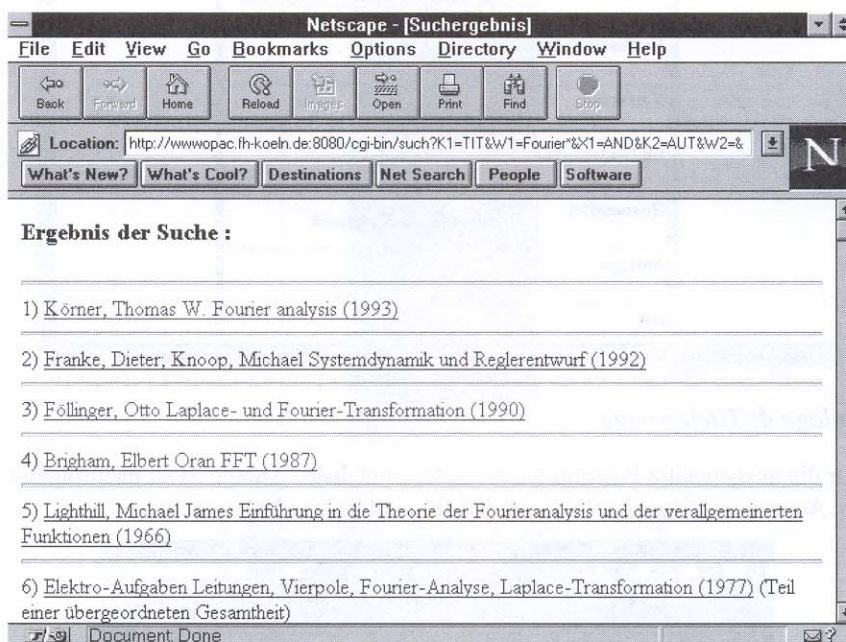 Netscape - [Suchergebnis]
File Edit View Go Bookmarks Options Directory Window Help
Back Forward Home Reload Images Open Print Find Stop
Location: http://wwwopac.fh-koeln.de:8080/cgi-bin/such?K1=TIT&W1=Fourier*&X1=AND&K2=AUT&W2=&
N
What's New? What's Cool? Destinations Net Search People Software
Ergebnis der Suche :
1) Körner, Thomas W. Fourier analysis (1993)
2) Franke, Dieter; Knoop, Michael Systemdynamik und Reglerentwurf (1992)
3) Föllinger, Otto Laplace- und Fourier-Transformation (1990)
4) Brigham, Elbert Oran FFT (1987)
5) Lighthill, Michael James Einführung in die Theorie der Fourieranalysis und der verallgemeinerten
Funktionen (1966)
6) Elektro-Aufgaben Leitungen, Vierpole, Fourier-Analyse, Laplace-Transformation (1977) (Teil
einer übergeordneten Gesamtheit)
Document: Done